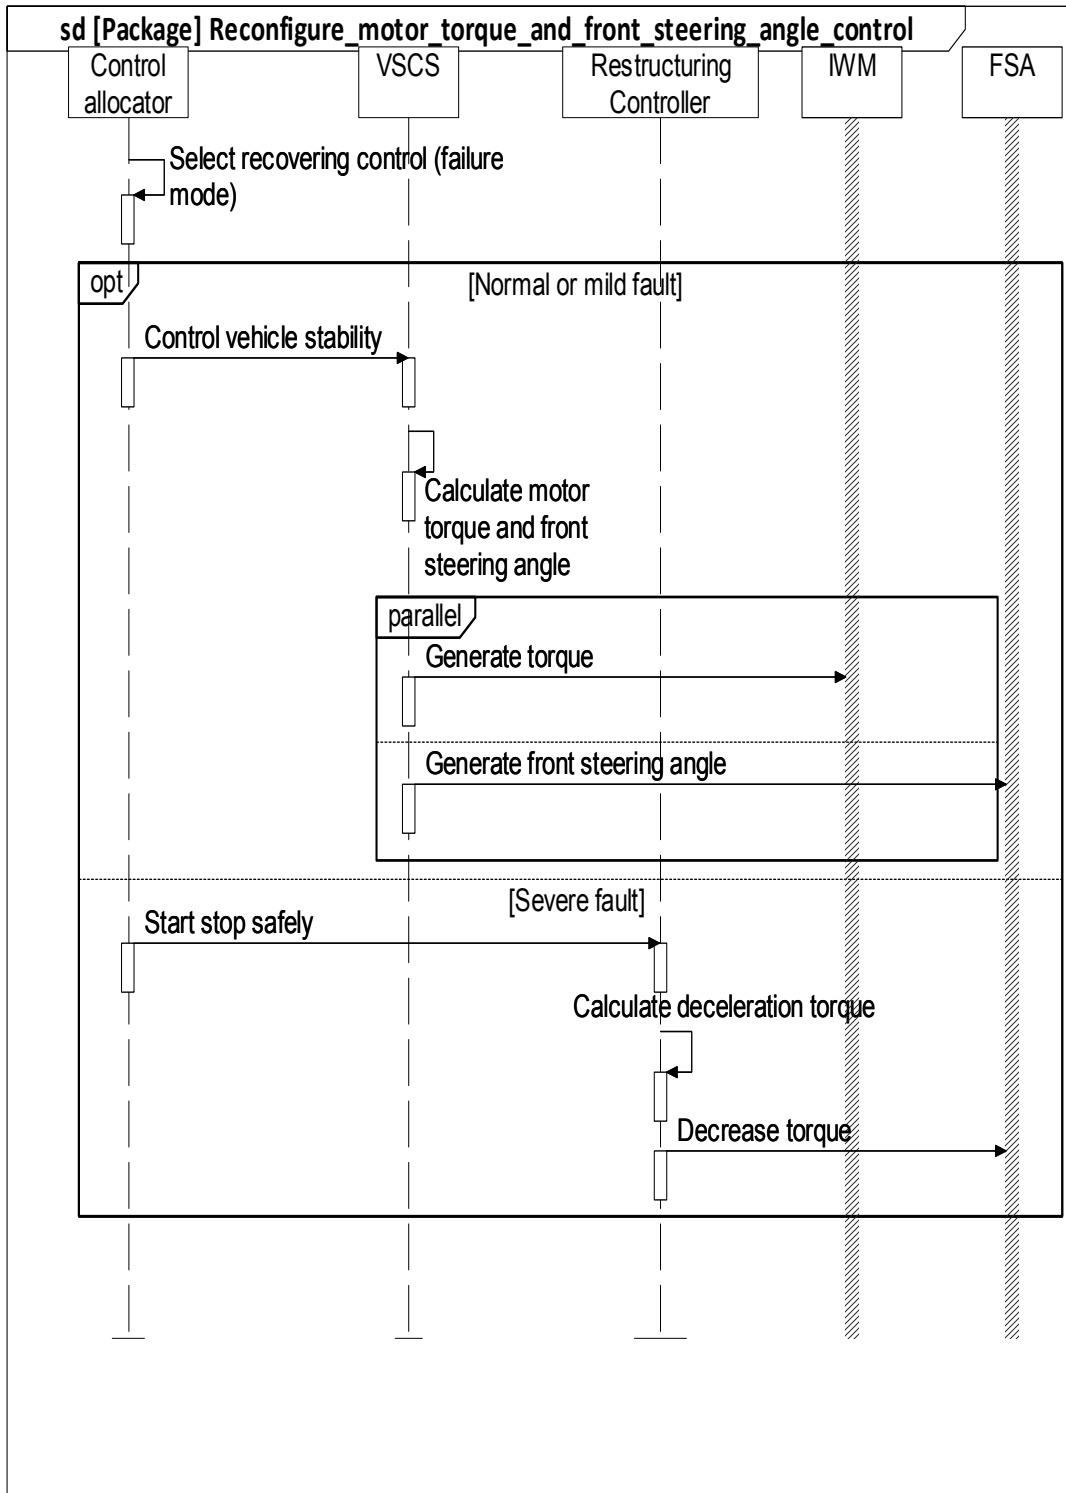 sd [Package] Reconfigure_motor_torque_and_front_steering_angle_control
Control
allocator
VSCS
Restructuring
Controller
IWM
FSA
Select recovering control (failure
mode)
opt
[Normal or mild fault]
Control vehicle stability
Calculate motor
torque and front
steering angle
parallel
Generate torque
Generate front steering angle
[Severe fault]
Start stop safely
Calculate deceleration torque
Decrease torque